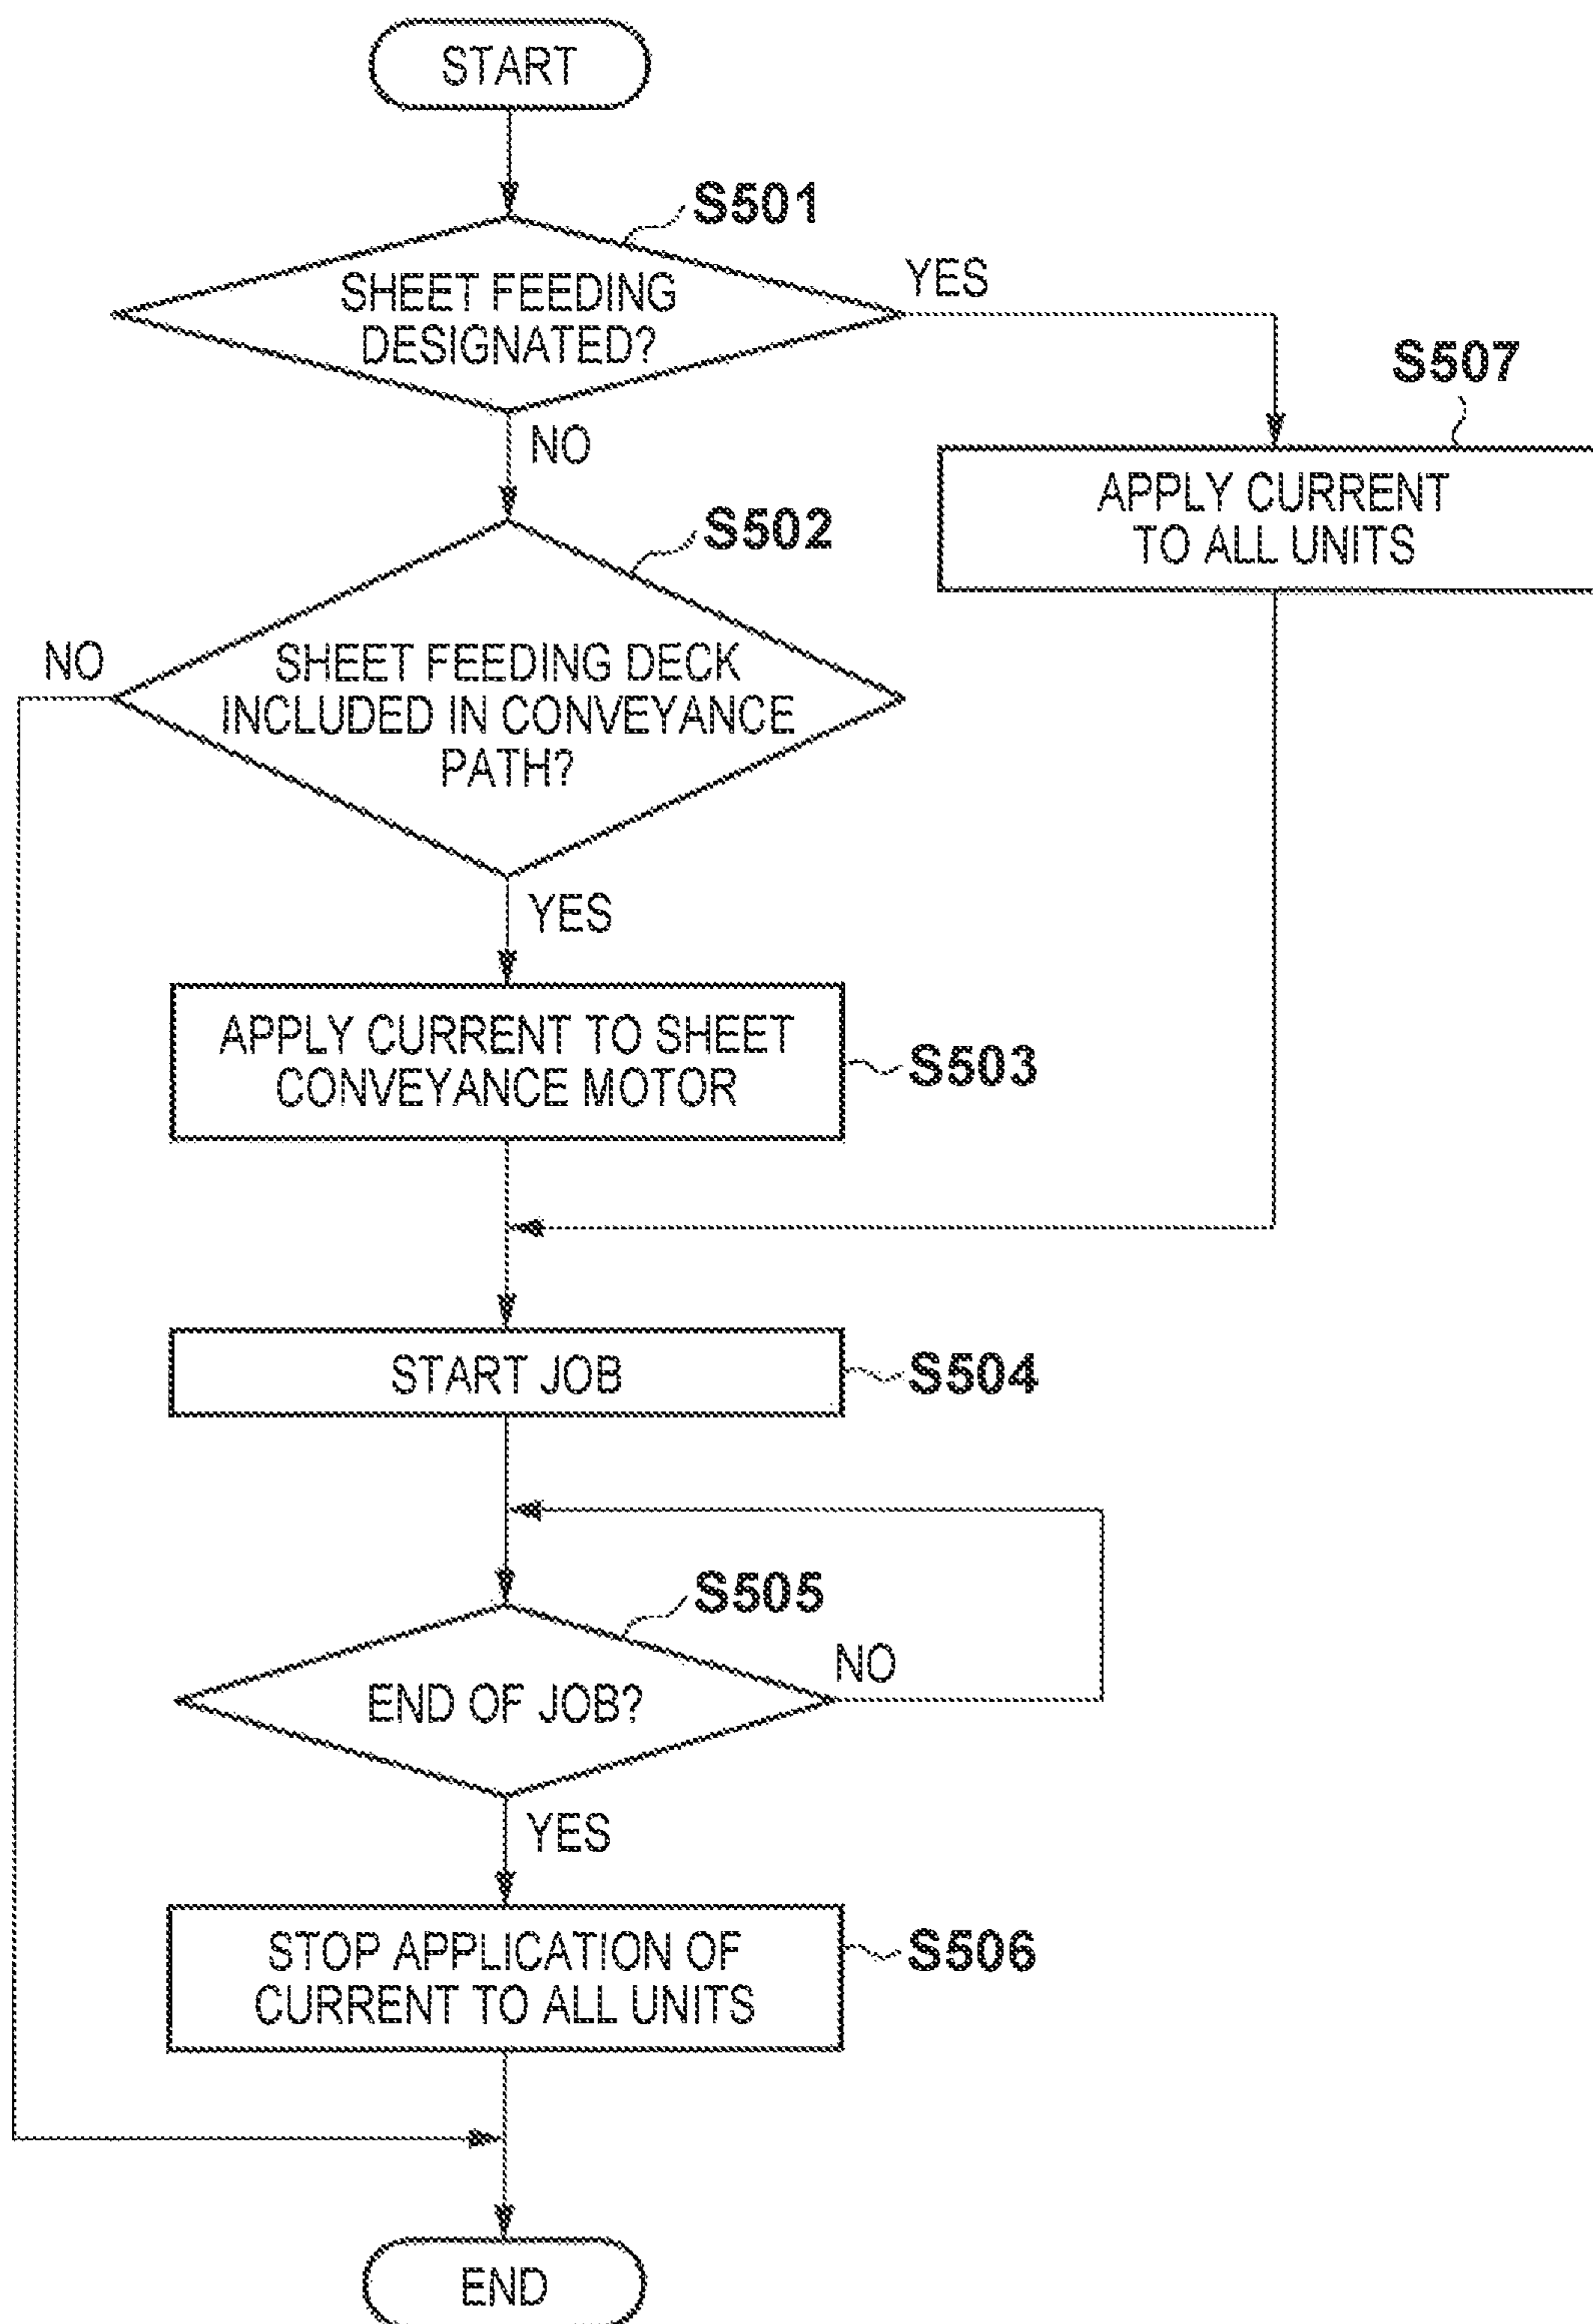 START
S501
SHEET FEEDING
DESIGNATED?
YES
NO
S507
APPLY CURRENT
TO ALL UNITS
S502
NO
SHEET FEEDING DECK
INCLUDED IN CONVEYANCE
PATH?
YES
APPLY CURRENT TO SHEET
CONVEYANCE MOTOR
S503
START JOB
S504
S505
END OF JOB?
NO
YES
STOP APPLICATION OF
CURRENT TO ALL UNITS
S506
END